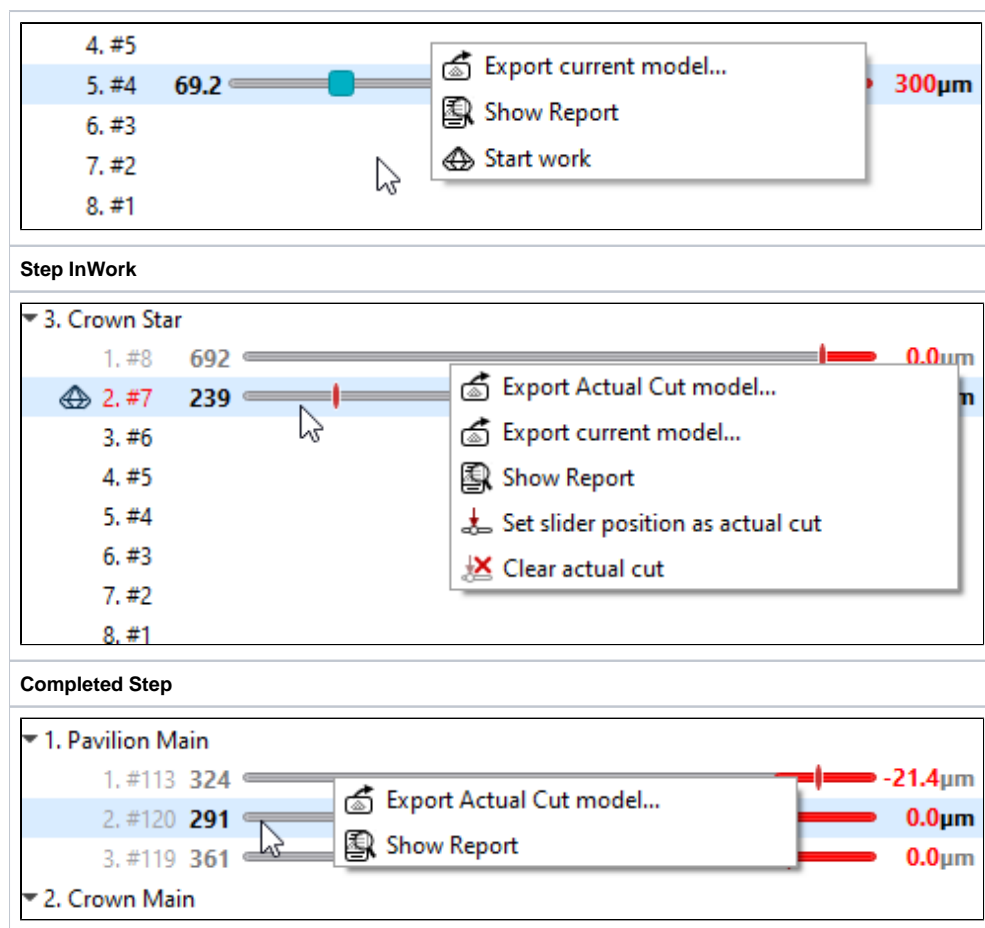 4. #5
5. #4 69.2 300µm
Export current model...
6. #3
Show Report
7. #2
Start work
8. #1
Step InWork
3. Crown Star
1. #8 692 0.0µm
2. #7 239 m
Export Actual Cut model...
3. #6
Export current model...
4. #5
Show Report
5. #4
Set slider position as actual cut
6. #3
Clear actual cut
7. #2
8. #1
Completed Step
1. Pavilion Main
1. #113 324 -21.4µm
Export Actual Cut model...
2. #120 291 0.0µm
Show Report
3. #119 361 0.0µm
2. Crown Main